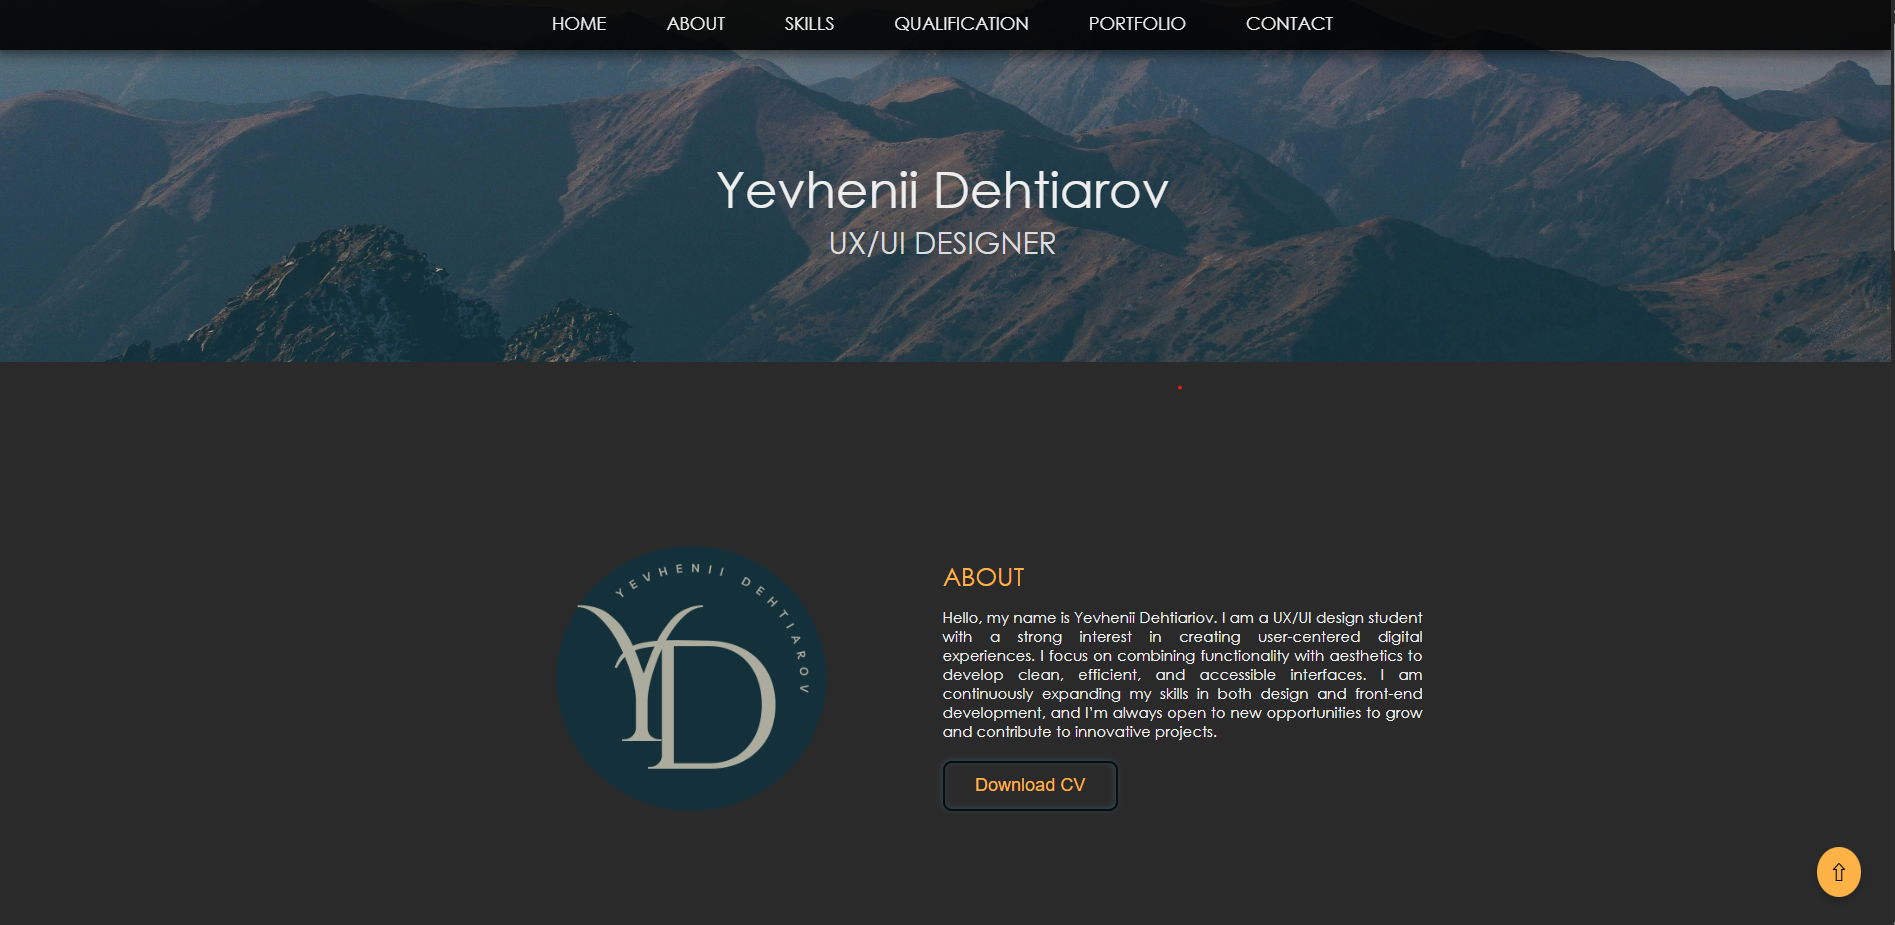 HOME ABOUT SKILLS QUALIFICATION PORTFOLIO CONTACT
Yevhenii Dehtiarov
UX/UI DESIGNER
YEVHENII DEHTIAROV
YD
ABOUT
Hello, my name is Yevhenii Dehtiariov. I am a UX/UI design student
with a strong interest in creating user-centered digital
experiences. I focus on combining functionality with aesthetics to
develop clean, efficient, and accessible interfaces. I am
continuously expanding my skills in both design and front-end
development, and I’m always open to new opportunities to grow
and contribute to innovative projects.
Download CV
⇧